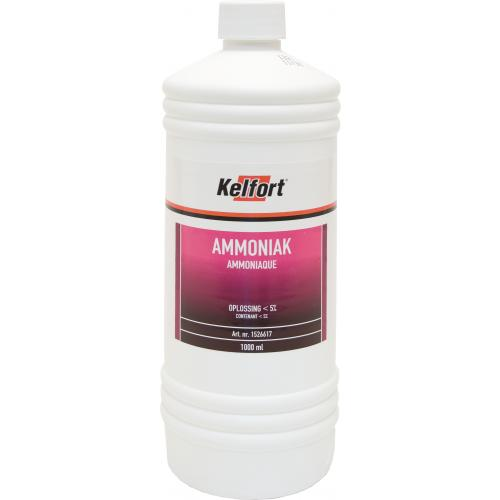 Kelfort®
AMMONIAK
AMMONIAQUE
OPLOSSING < 5%
CONTENANT < 5%
Art. nr. 1526617
1000 ml